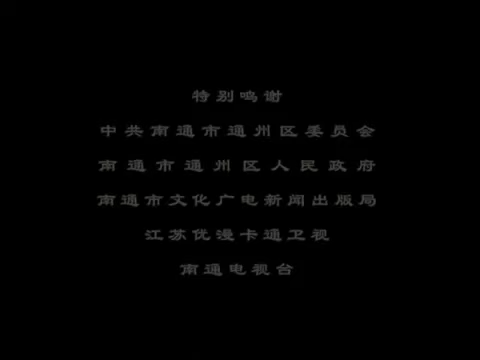 特别鸣谢
中共南通市通州区委员会
南通市通州区人民政府
南通市文化广电新闻出版局
江苏优漫卡通卫视
南通电视台